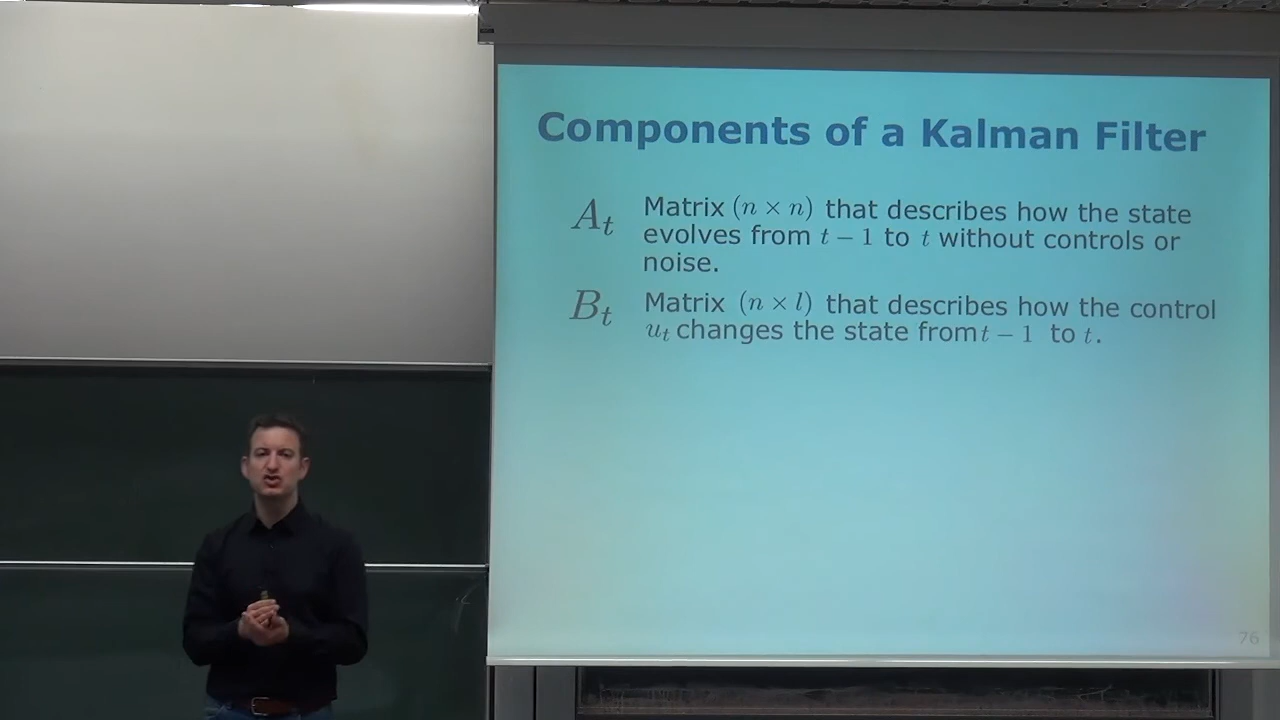 Components of a Kalman Filter
A_t Matrix (n × n) that describes how the state
evolves from t − 1 to t without controls or
noise.
B_t Matrix (n × l) that describes how the control
u_t changes the state from t − 1 to t.
76